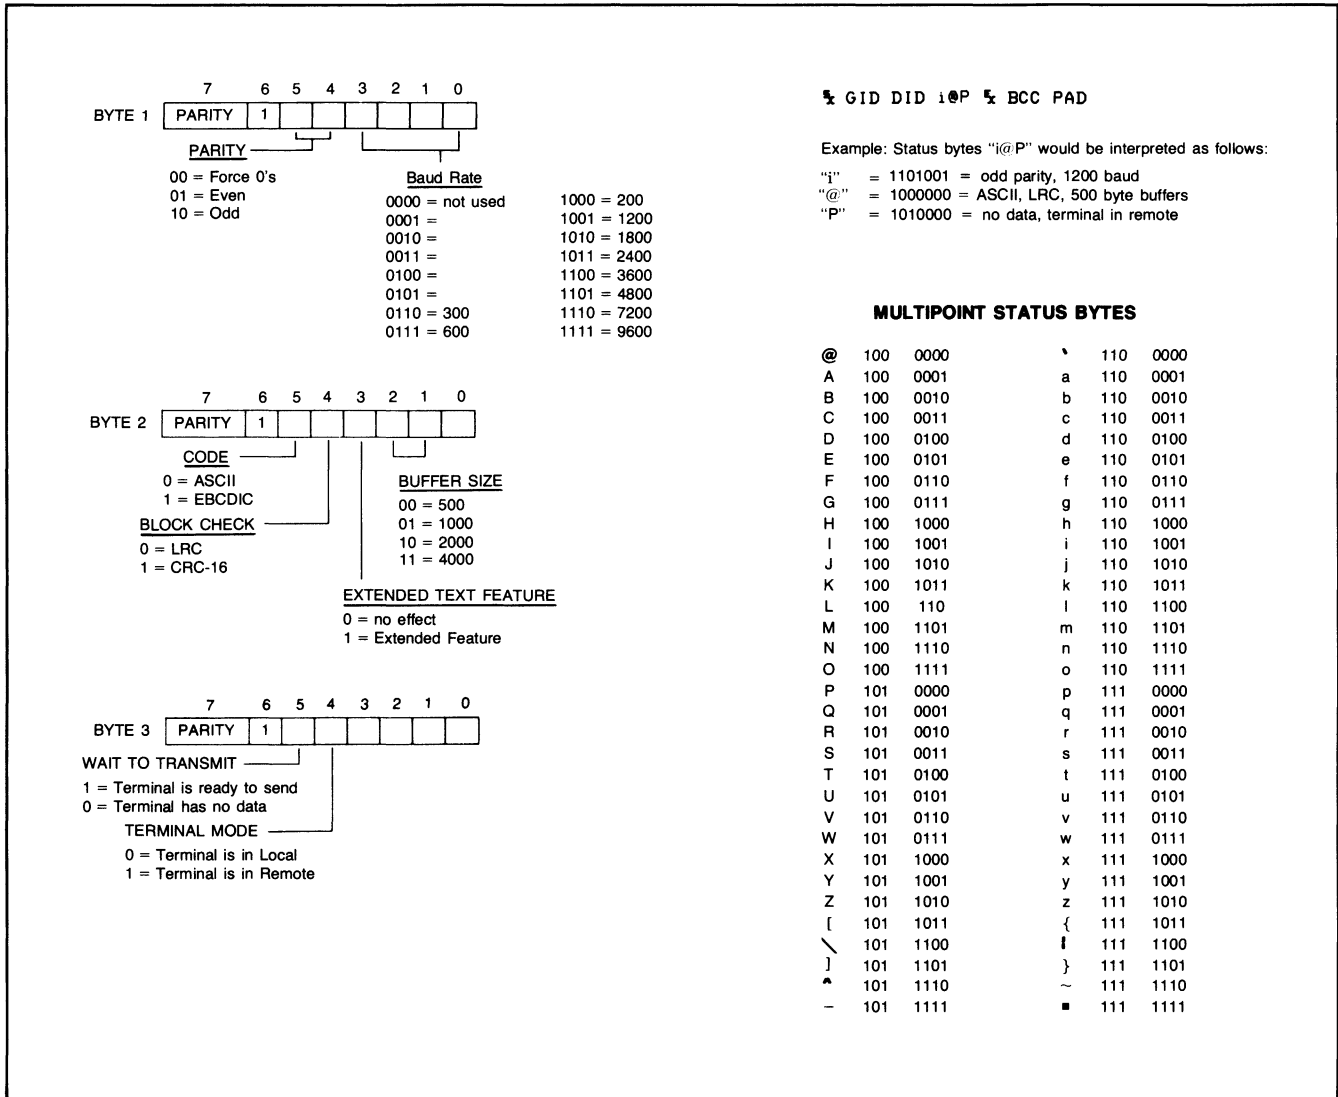 7 6 5 4 3 2 1 0
BYTE 1 PARITY 1
PARITY
00 = Force 0's
01 = Even
10 = Odd
Baud Rate
0000 = not used 1000 = 200
0001 = 1001 = 1200
0010 = 1010 = 1800
0011 = 1011 = 2400
0100 = 1100 = 3600
0101 = 1101 = 4800
0110 = 300 1110 = 7200
0111 = 600 1111 = 9600
7 6 5 4 3 2 1 0
BYTE 2 PARITY 1
CODE
0 = ASCII
1 = EBCDIC
BLOCK CHECK
0 = LRC
1 = CRC-16
BUFFER SIZE
00 = 500
01 = 1000
10 = 2000
11 = 4000
EXTENDED TEXT FEATURE
0 = no effect
1 = Extended Feature
7 6 5 4 3 2 1 0
BYTE 3 PARITY 1
WAIT TO TRANSMIT
1 = Terminal is ready to send
0 = Terminal has no data
TERMINAL MODE
0 = Terminal is in Local
1 = Terminal is in Remote
GID DID i@P BCC PAD
Example: Status bytes “i@P” would be interpreted as follows:
“i” = 1101001 = odd parity, 1200 baud
“@” = 1000000 = ASCII, LRC, 500 byte buffers
“P” = 1010000 = no data, terminal in remote
MULTIPOINT STATUS BYTES
@ 100 0000 ` 110 0000
A 100 0001 a 110 0001
B 100 0010 b 110 0010
C 100 0011 c 110 0011
D 100 0100 d 110 0100
E 100 0101 e 110 0101
F 100 0110 f 110 0110
G 100 0111 g 110 0111
H 100 1000 h 110 1000
I 100 1001 i 110 1001
J 100 1010 j 110 1010
K 100 1011 k 110 1011
L 100 110 l 110 1100
M 100 1101 m 110 1101
N 100 1110 n 110 1110
O 100 1111 o 110 1111
P 101 0000 p 111 0000
Q 101 0001 q 111 0001
R 101 0010 r 111 0010
S 101 0011 s 111 0011
T 101 0100 t 111 0100
U 101 0101 u 111 0101
V 101 0110 v 111 0110
W 101 0111 w 111 0111
X 101 1000 x 111 1000
Y 101 1001 y 111 1001
Z 101 1010 z 111 1010
[ 101 1011 { 111 1011
\ 101 1100 | 111 1100
] 101 1101 } 111 1101
^ 101 1110 ~ 111 1110
– 101 1111 ■ 111 1111